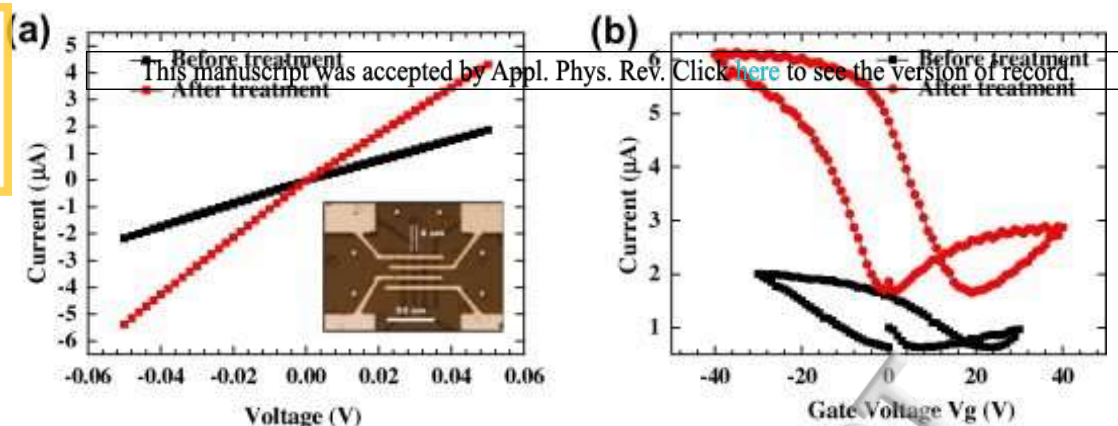 (a)
(b)
This manuscript was accepted by Appl. Phys. Rev. Click here to see the version of record.
Before treatment
After treatment
Before treatment
After treatment
Current (μA)
5
4
3
2
1
0
-1
-2
-3
-4
-5
-6
-0.06 -0.04 -0.02 0.00 0.02 0.04 0.06
Voltage (V)
Current (μA)
6
5
4
3
2
1
-40 -20 0 20 40
Gate Voltage Vg (V)